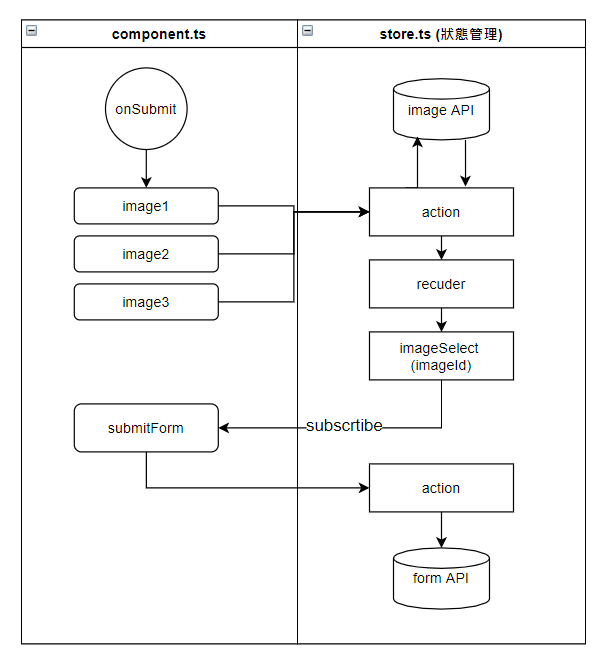 component.ts
store.ts (狀態管理)
onSubmit
image API
image1
action
image2
recuder
image3
imageSelect
(imageId)
submitForm
subscrtibe
action
form API